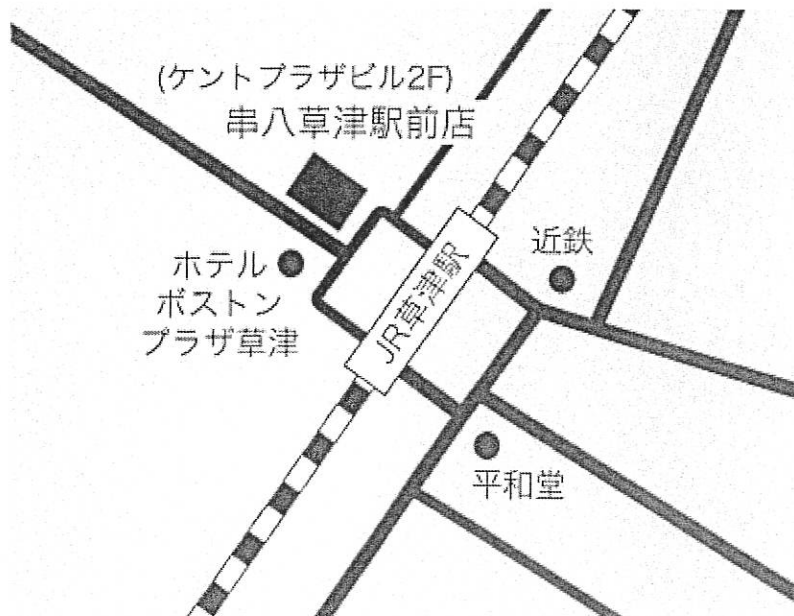 (ケントプラザビル2F)
串八草津駅前店
近鉄
ホテル
ボストン
プラザ草津
JR草津駅
平和堂